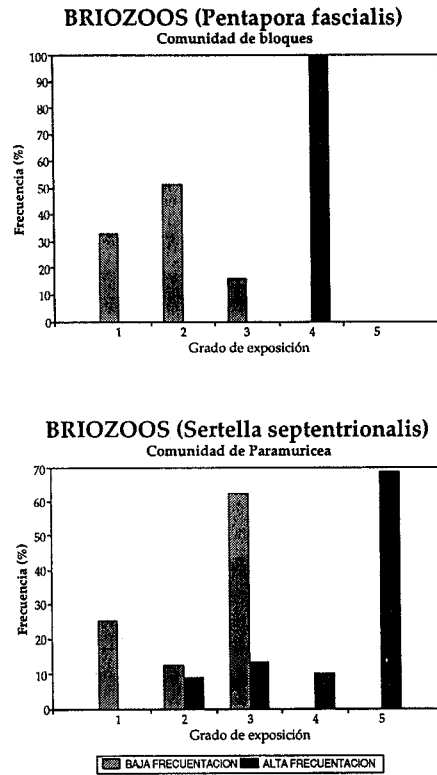 BRIOZOOS (Pentapora fascialis)
Comunidad de bloques
Frecuencia (%)
100
90
80
70
60
50
40
30
20
10
0
1 2 3 4 5
Grado de exposición
BRIOZOOS (Sertella septentrionalis)
Comunidad de Paramuricea
Frecuencia (%)
70
60
50
40
30
20
10
0
1 2 3 4 5
Grado de exposición
BAJA FRECUENTACION ALTA FRECUENTACION